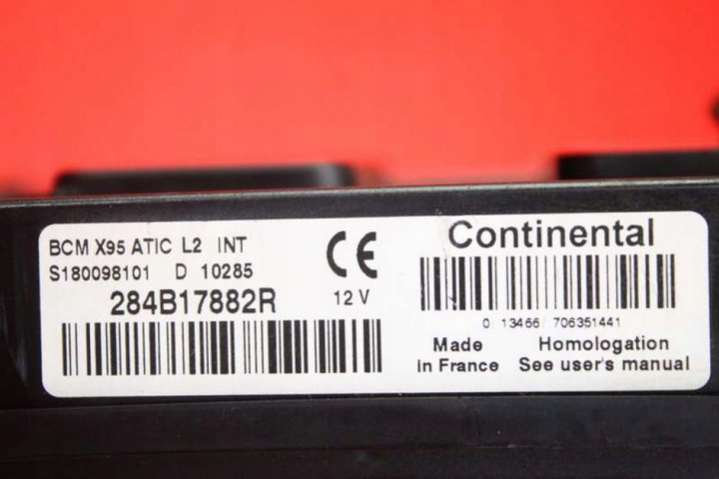 BCM X95 ATIC L2 INT
S180098101 D 10285
284B17882R
CE
12 V
Continental
0 13466/706351441
Made
in France
Homologation
See user's manual